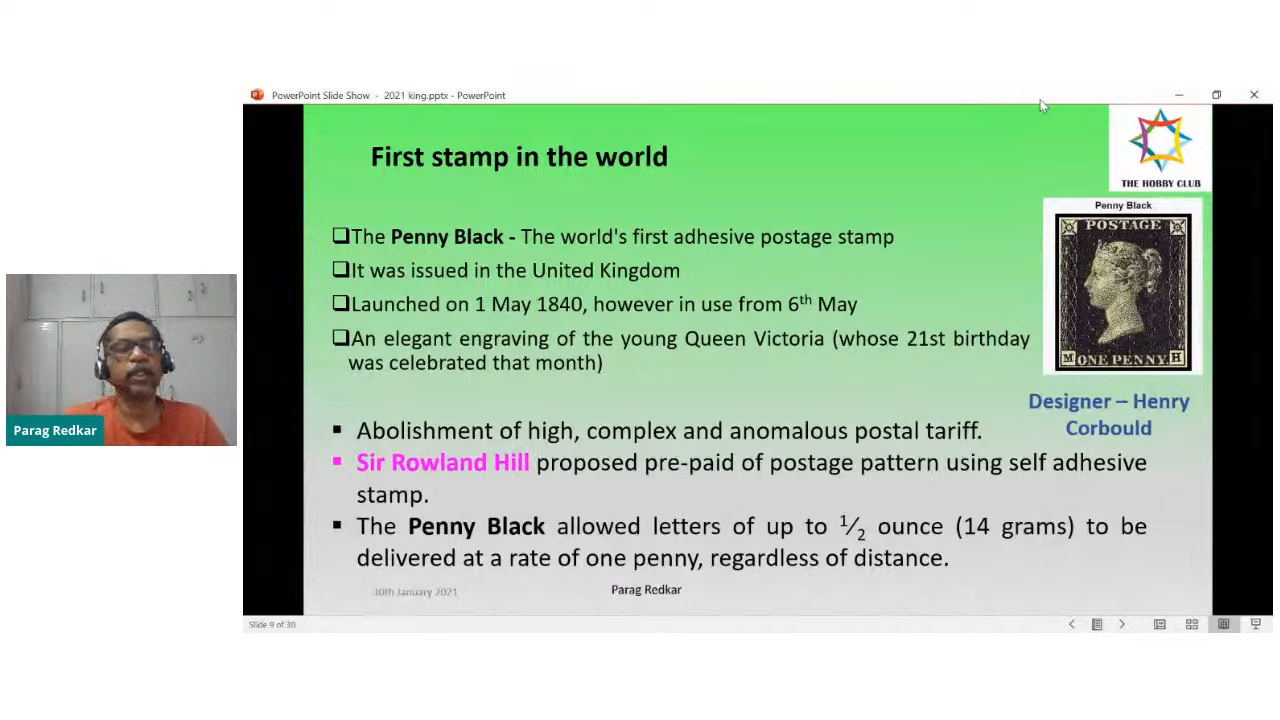 PowerPoint Slide Show - 2021 king.pptx - PowerPoint
First stamp in the world
THE HOBBY CLUB
Penny Black
POSTAGE
M ONE PENNY. H
❑The Penny Black - The world's first adhesive postage stamp
❑It was issued in the United Kingdom
❑Launched on 1 May 1840, however in use from 6th May
❑An elegant engraving of the young Queen Victoria (whose 21st birthday
was celebrated that month)
Designer – Henry
Corbould
▪ Abolishment of high, complex and anomalous postal tariff.
▪ Sir Rowland Hill proposed pre-paid of postage pattern using self adhesive
stamp.
▪ The Penny Black allowed letters of up to 1/2 ounce (14 grams) to be
delivered at a rate of one penny, regardless of distance.
30th January 2021
Parag Redkar
Slide 9 of 30
Parag Redkar